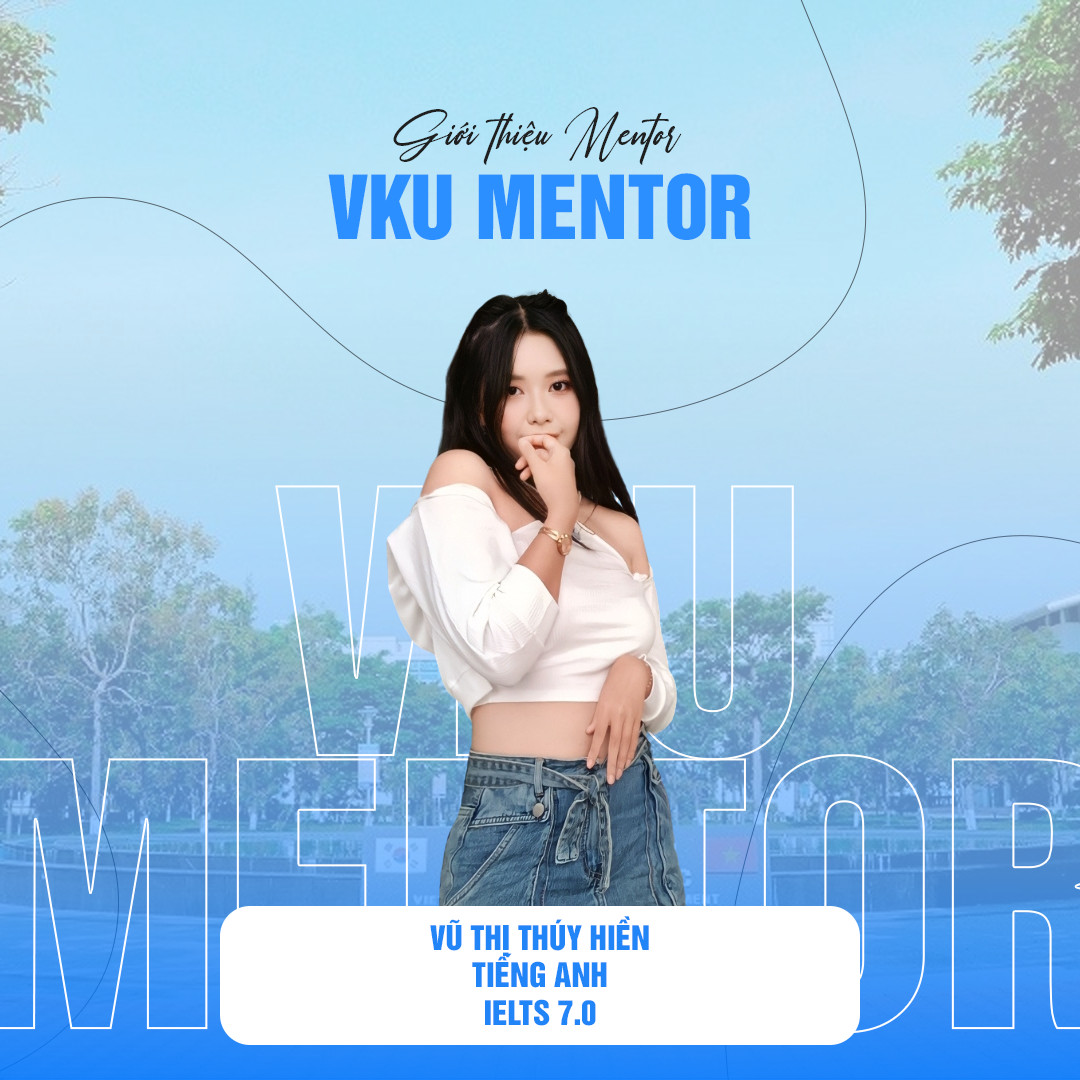 Giới thiệu Mentor
VKU MENTOR
VKU
MENTOR
VŨ THỊ THÚY HIỀN
TIẾNG ANH
IELTS 7.0